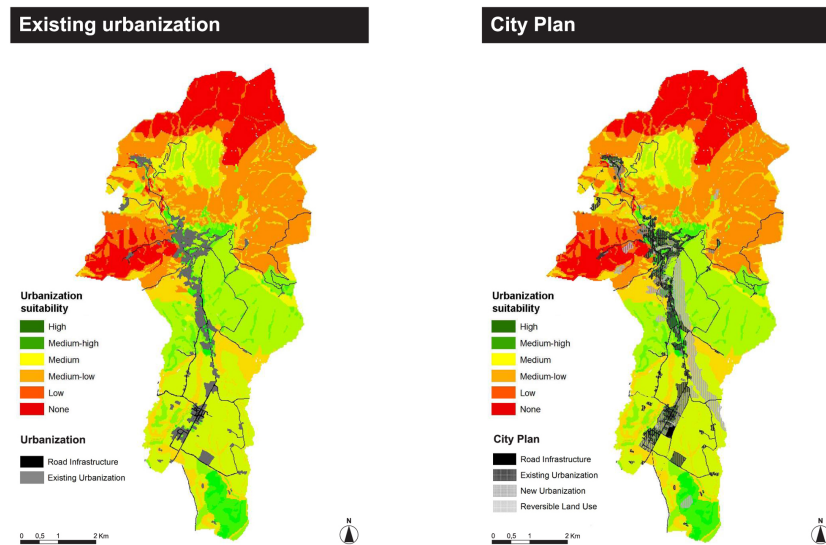 Existing urbanization
Urbanization
suitability
High
Medium-high
Medium
Medium-low
Low
None
Urbanization
Road Infrastructure
Existing Urbanization
0 0,5 1 2 Km
N
City Plan
Urbanization
suitability
High
Medium-high
Medium
Medium-low
Low
None
City Plan
Road Infrastructure
Existing Urbanization
New Urbanization
Reversible Land Use
0 0,5 1 2 Km
N